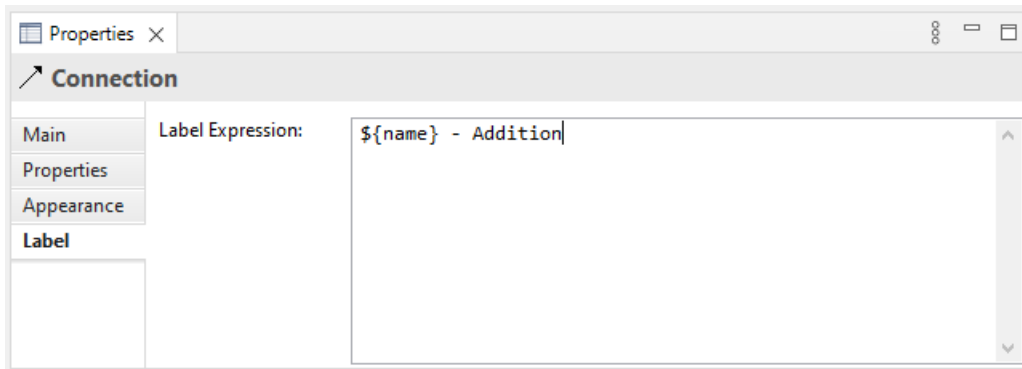 Properties
Connection
Main
Label Expression:
${name} - Addition
Properties
Appearance
Label